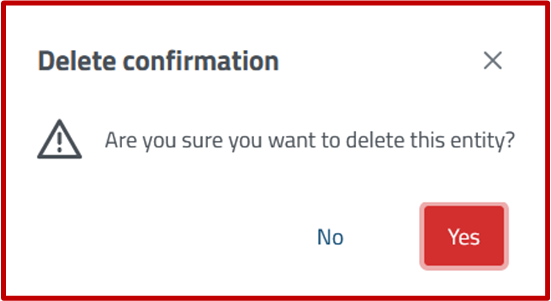 Delete confirmation
Are you sure you want to delete this entity?
No Yes